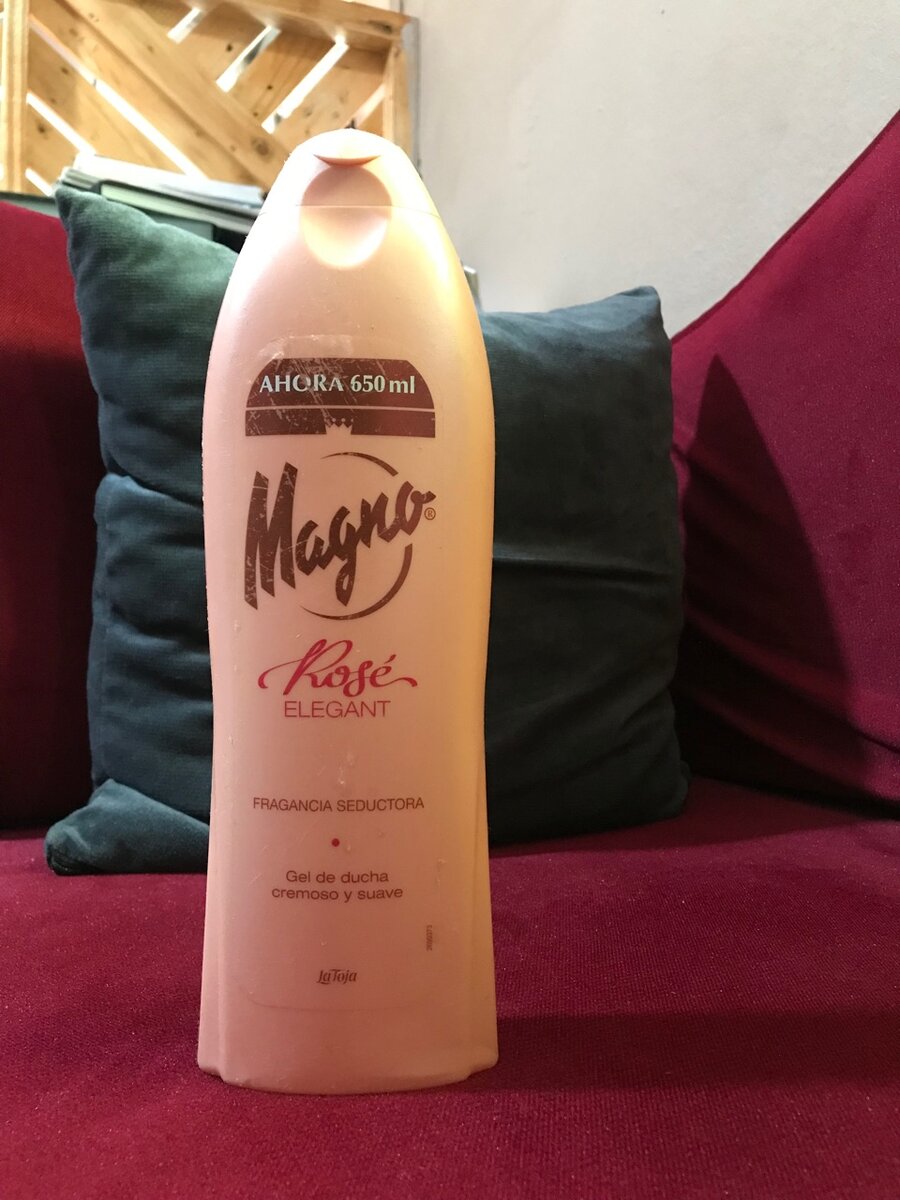 AHORA 650 ml
Magno®
Rosé
ELEGANT
FRAGANCIA SEDUCTORA
Gel de ducha
cremoso y suave
LaToja